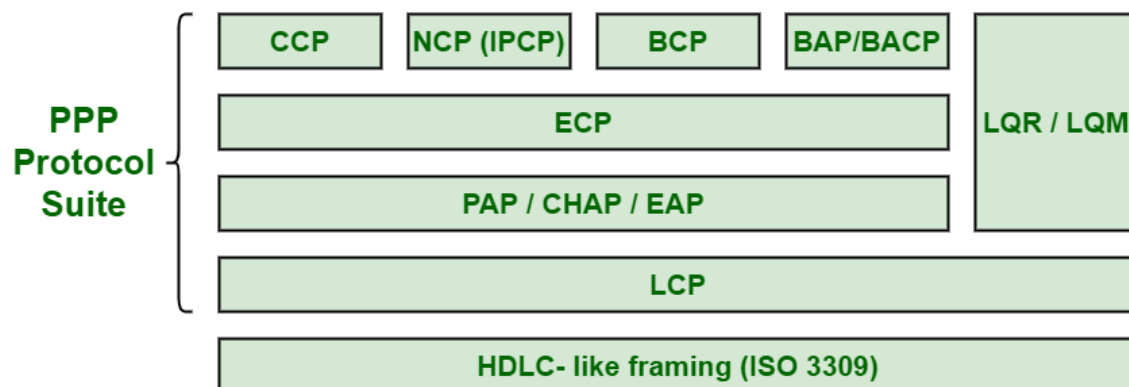 CCP
NCP (IPCP)
BCP
BAP/BACP
PPP
Protocol
Suite
ECP
LQR / LQM
PAP / CHAP / EAP
LCP
HDLC- like framing (ISO 3309)